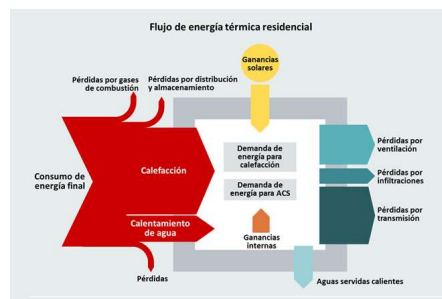 Flujo de energía térmica residencial
Ganancias
solares
Pérdidas por gases
de combustión
Pérdidas por distribución
y almacenamiento
Consumo de
energía final
Calefacción
Calentamiento
de agua
Pérdidas
Demanda de
energía para
calefacción
Demanda de
energía para ACS
Ganancias
internas
Pérdidas por
ventilación
Pérdidas por
infiltraciones
Pérdidas por
transmisión
Aguas servidas calientes